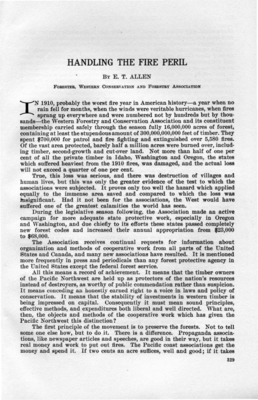 HANDLING THE FIRE PERIL
BY E. T. ALLEN
FORESTER, WESTERN CONSERVATION AND FORESTRY ASSOCIATION
IN 1910, probably the worst fire year in American history—a year when no
rain fell for months, when the winds were veritable hurricanes, when fires
sprang up everywhere and were numbered not by hundreds but by thou-
sands—the Western Forestry and Conservation Association and its constituent
membership carried safely through the season fully 16,000,000 acres of forest,
containing at least the stupendous amount of 300,000,000,000 feet of timber. They
spent $700,000 for patrol and fire fighting and extinguished over 5,580 fires.
Of the vast area protected, barely half a million acres were burned over, includ-
ing timber, second-growth and cut-over land. Not more than half of one per
cent of all the private timber in Idaho, Washington and Oregon, the states
which suffered heaviest from the 1910 fires, was damaged, and the actual loss
will not exceed a quarter of one per cent.
True, this loss was serious, and there was destruction of villages and
human lives, but this was only the greater evidence of the test to which the
associations were subjected. It proves only too well the hazard which applied
equally to the immense area saved and compared to which the loss was
insignificant. Had it not been for the associations, the West would have
suffered one of the greatest calamities the world has seen.
During the legislative season following, the Association made an active
campaign for more adequate state protective work, especially in Oregon
and Washington, and due chiefly to its efforts these states passed completely
new forest codes and increased their annual appropriation from
to $68,000.
The Association receives continual requests for information about
organization and methods of cooperative work from all parts of the United
States and Canada, and many new associations have resulted. It is mentioned
more frequently in press and periodicals than any forest protective agency in
the United States except the federal forest service.
All this means record of achievement. It means that the timber owners
of the Pacific Northwest are held up as protectors of the nation's resources
instead of destroyers, as worthy of public commendation rather than suspicion.
It means conceding an honestly earned right to a voice in laws and policy of
conservation. It means that the stability of investments in western timber is
being impressed on capital. Consequently it must mean sound principles,
effective methods, and expenditures both liberal and well directed. What are,
then, the objects and methods of the cooperative work which has given the
Pacific Northwest this distinction?
The first principle of the movement is to preserve the forests. Not to tell
some one else how, but to do it. There is a difference. Propaganda associa-
tions, like newspaper articles and speeches, are good in their way, but it takes
real money and work to put out fires. The Pacific coast associations get the
money and spend it. If two cents an acre suffices, well and good; if it takes
329